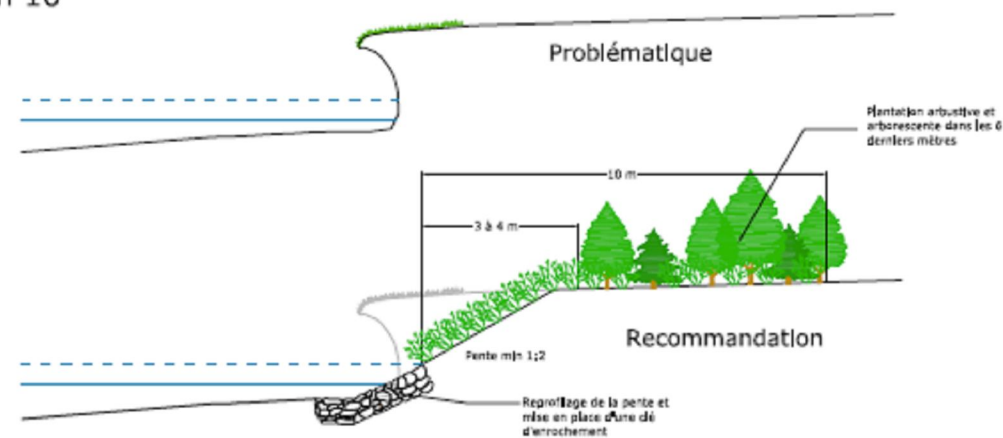 Problématique
Plantation arbustive et
arborescente dans les 6
derniers mètres
10 m
3 à 4 m
Recommandation
Pente min 1:2
Reprofilage de la pente et
mise en place d'une clé
d'enrochement